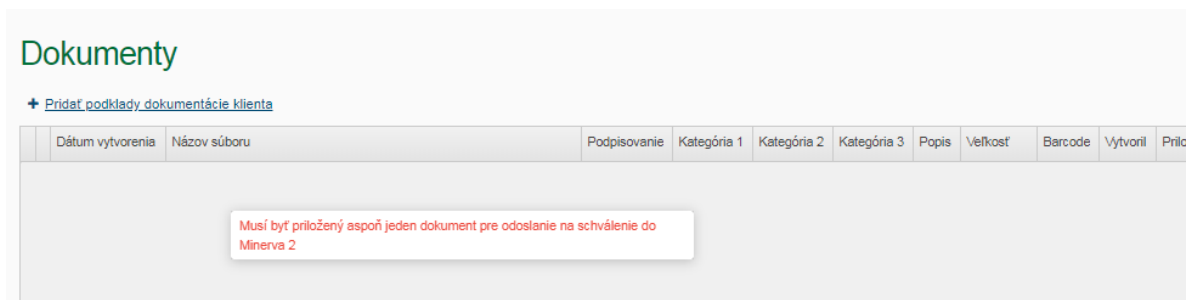 Dokumenty
+ Pridať podklady dokumentácie klienta
Dátum vytvorenia Názov súboru Podpisovanie Kategória 1 Kategória 2 Kategória 3 Popis Veľkosť Barcode Vytvoril
Musí byť priložený aspoň jeden dokument pre odoslanie na schválenie do
Minerva 2